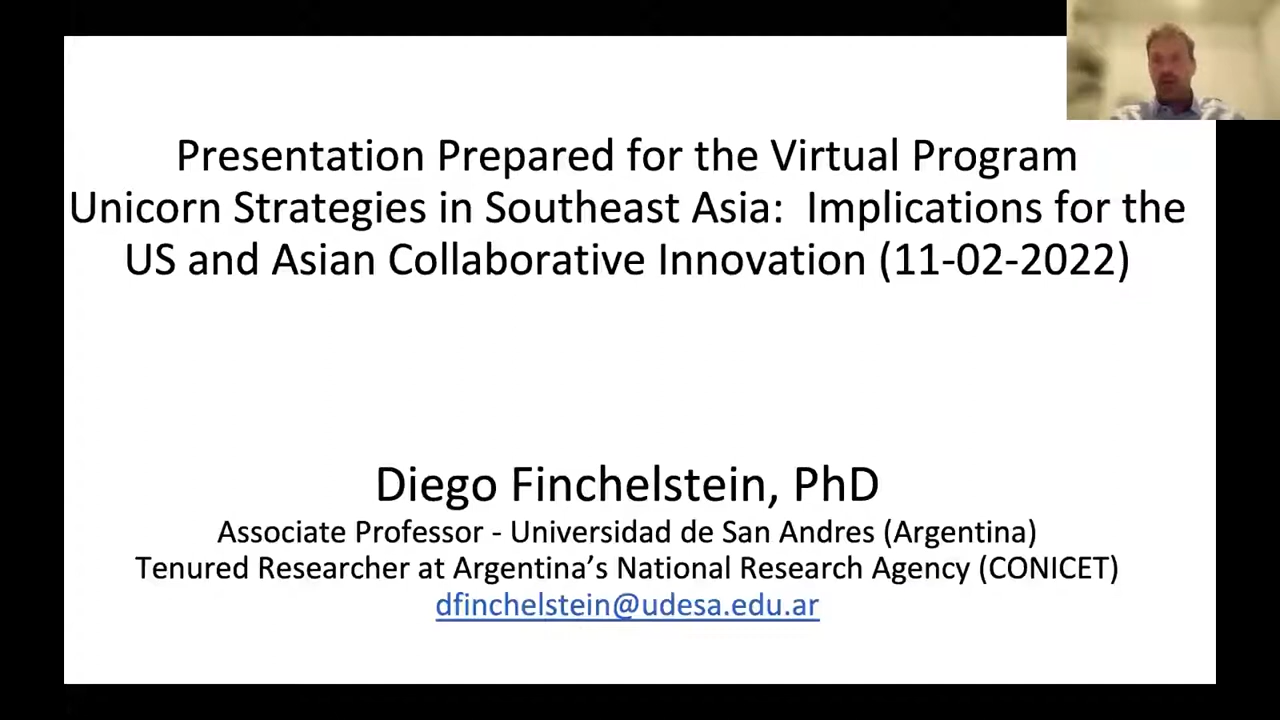 Presentation Prepared for the Virtual Program
Unicorn Strategies in Southeast Asia:  Implications for the
US and Asian Collaborative Innovation (11-02-2022)
Diego Finchelstein, PhD
Associate Professor - Universidad de San Andres (Argentina)
Tenured Researcher at Argentina’s National Research Agency (CONICET)
dfinchelstein@udesa.edu.ar